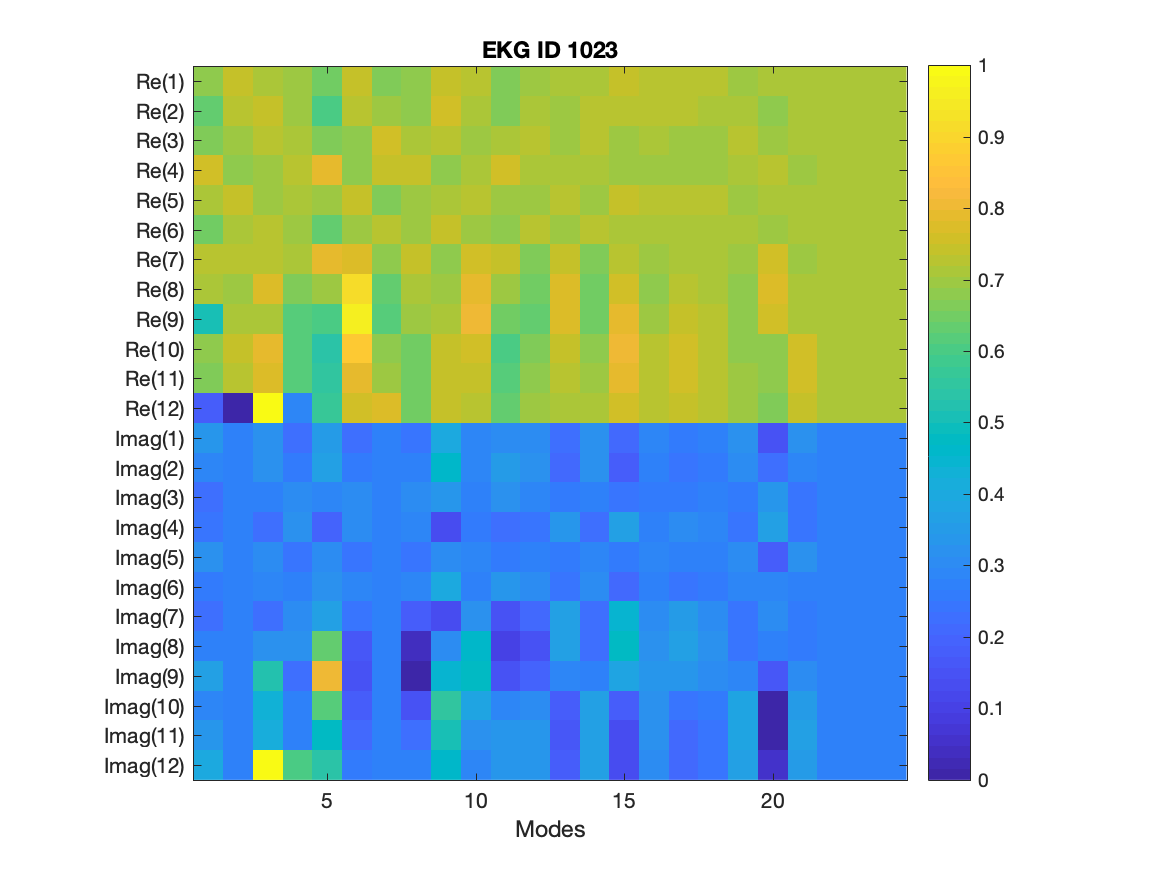 EKG ID 1023
Re(1)
Re(2)
Re(3)
Re(4)
Re(5)
Re(6)
Re(7)
Re(8)
Re(9)
Re(10)
Re(11)
Re(12)
Imag(1)
Imag(2)
Imag(3)
Imag(4)
Imag(5)
Imag(6)
Imag(7)
Imag(8)
Imag(9)
Imag(10)
Imag(11)
Imag(12)
5 10 15 20
Modes
1
0.9
0.8
0.7
0.6
0.5
0.4
0.3
0.2
0.1
0